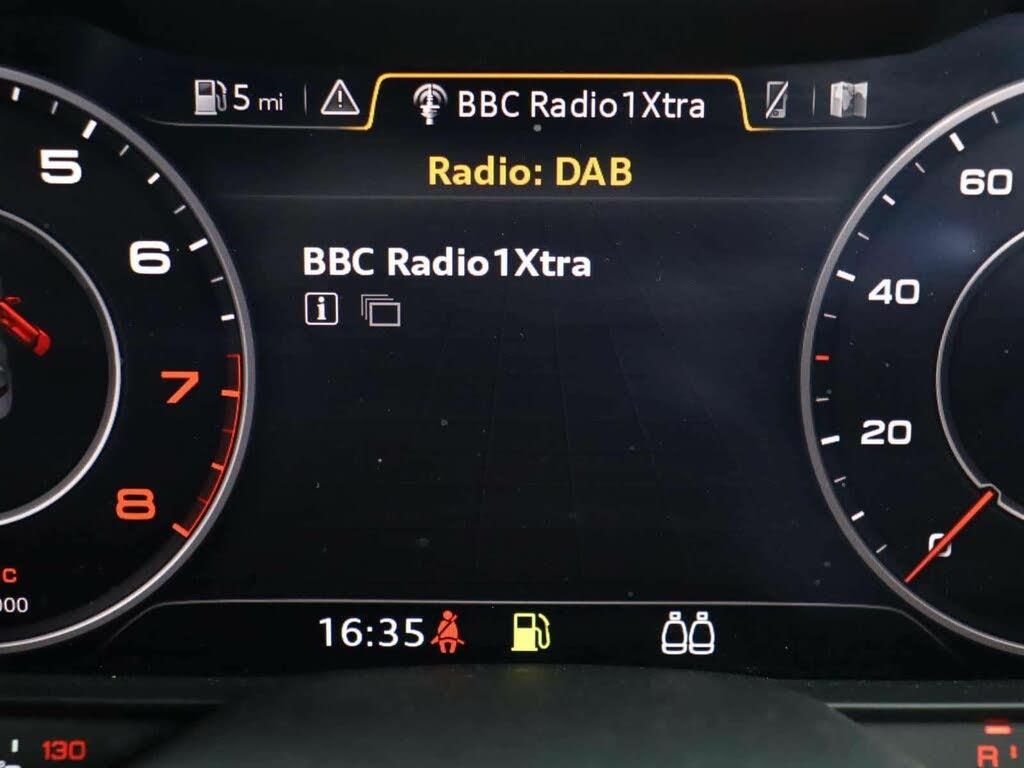 5 mi
BBC Radio1Xtra
Radio: DAB
BBC Radio1Xtra
i
5
6
7
8
60
40
20
0
16:35
130
R